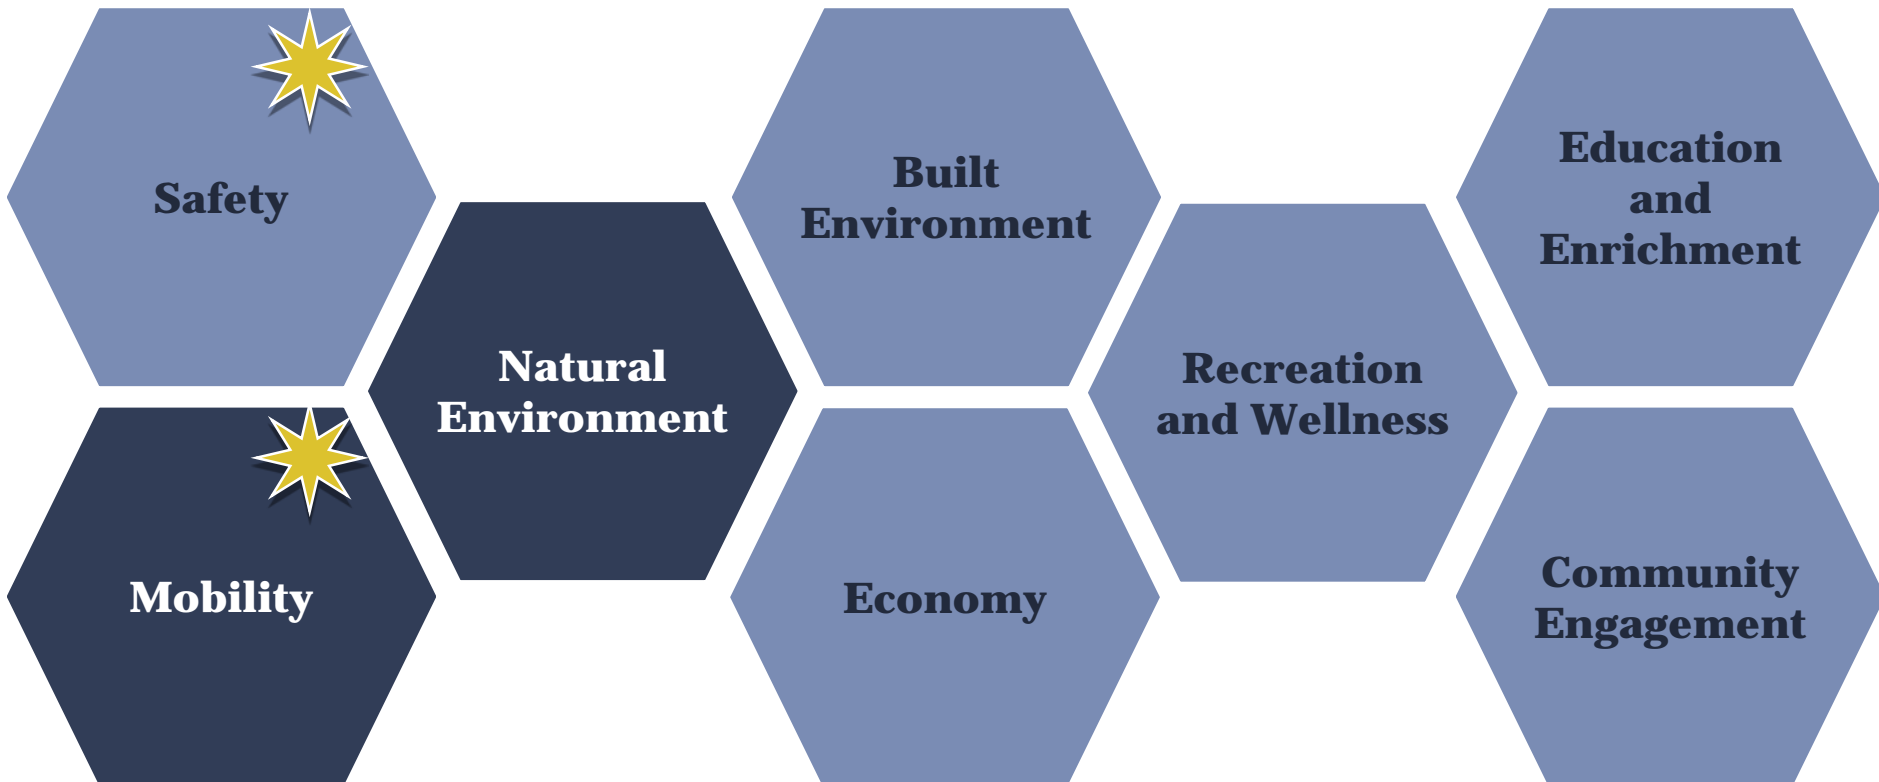 Safety
Mobility
Natural
Environment
Built
Environment
Economy
Recreation
and Wellness
Education
and
Enrichment
Community
Engagement